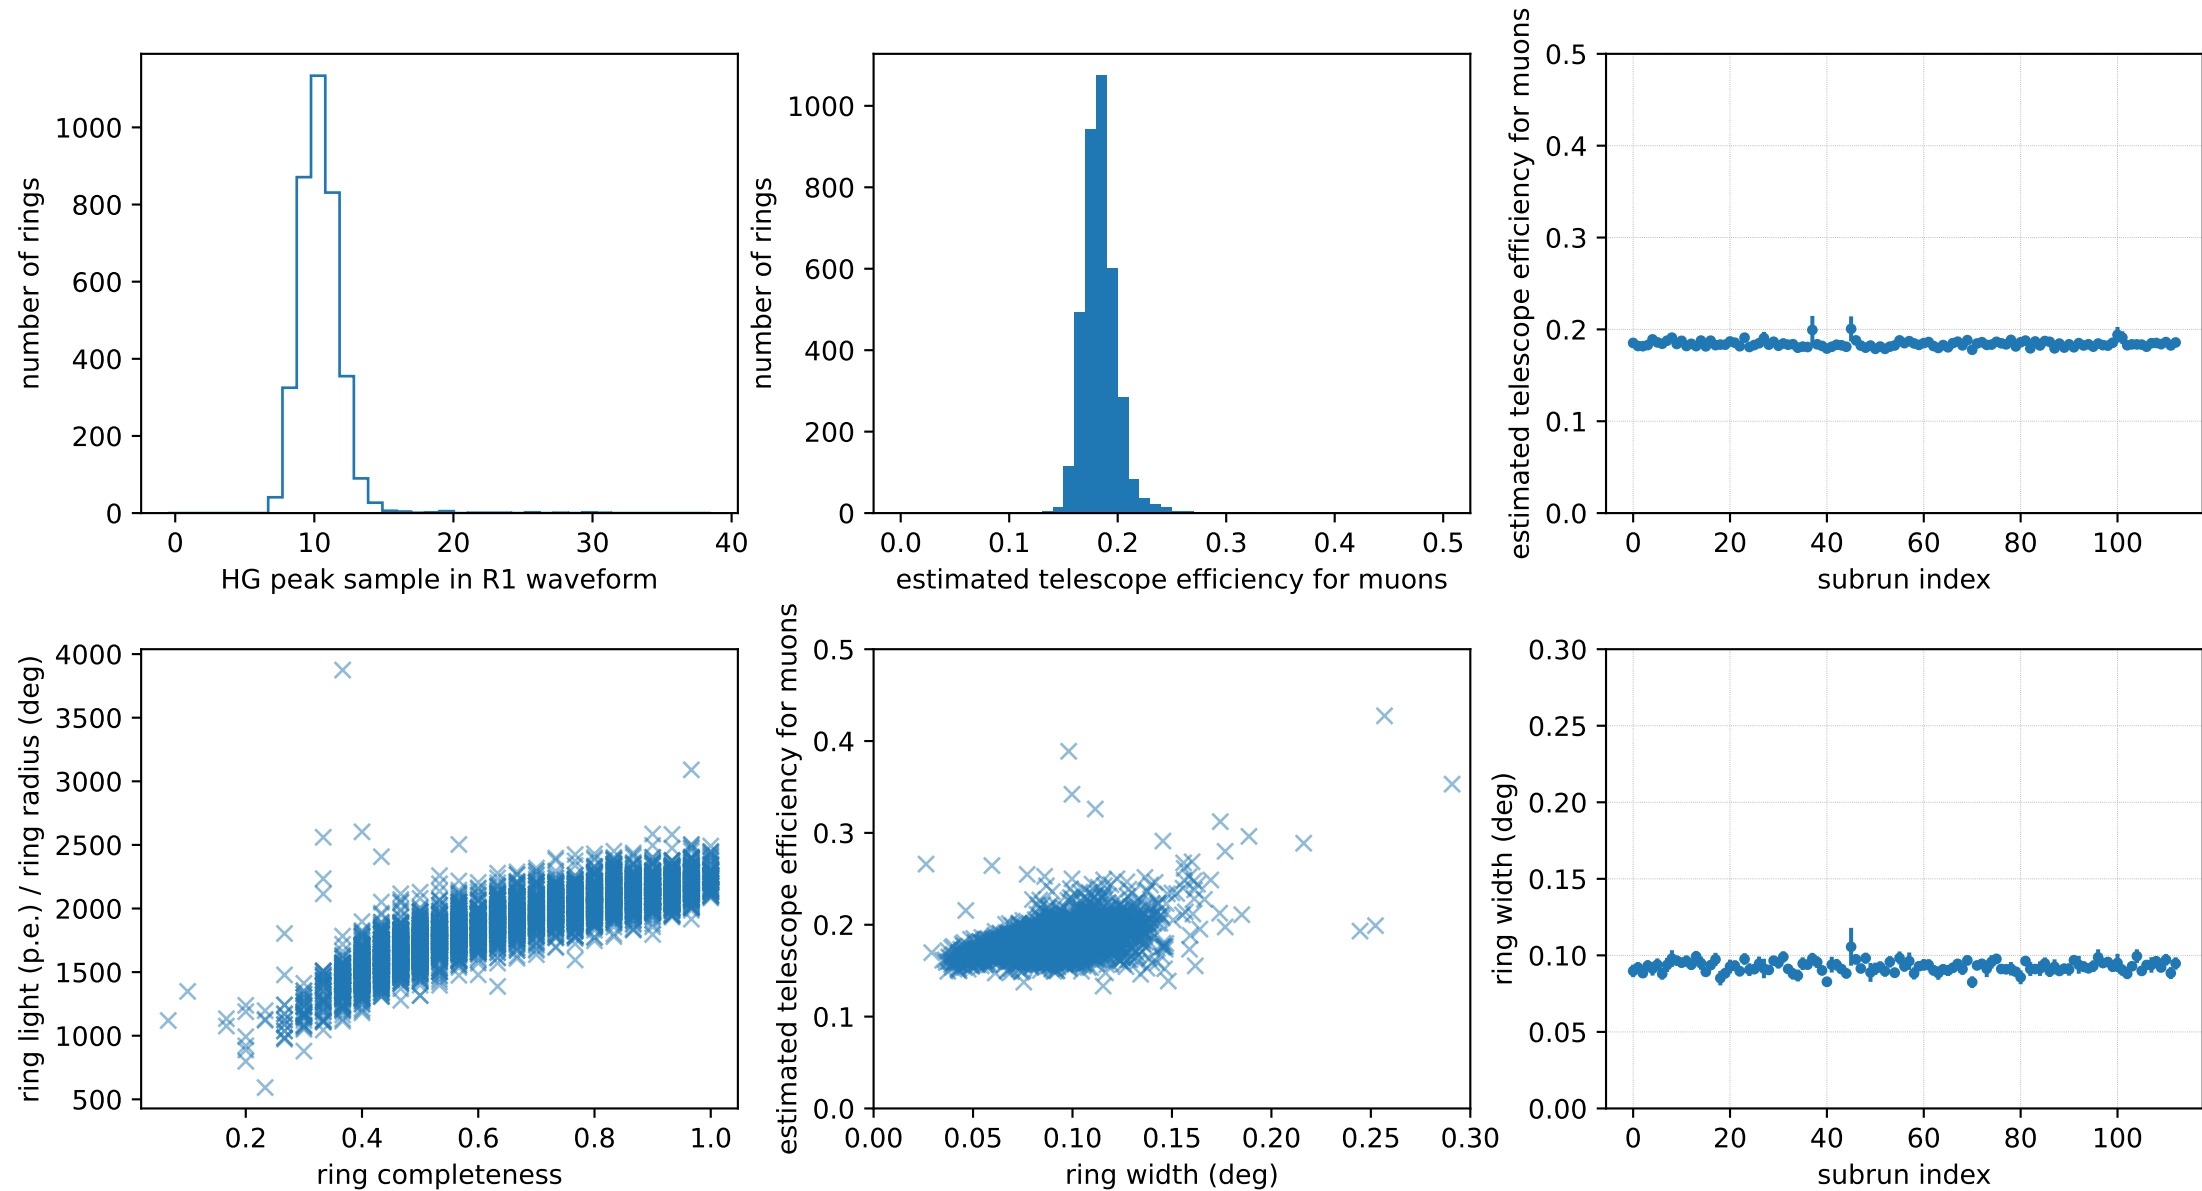 number of rings
1000
800
600
400
200
0
0 10 20 30 40
HG peak sample in R1 waveform
number of rings
1000
800
600
400
200
0
0.0 0.1 0.2 0.3 0.4 0.5
estimated telescope efficiency for muons
estimated telescope efficiency for muons
0.5
0.4
0.3
0.2
0.1
0.0
0 20 40 60 80 100
subrun index
ring light (p.e.) / ring radius (deg)
4000
3500
3000
2500
2000
1500
1000
500
0.2 0.4 0.6 0.8 1.0
ring completeness
estimated telescope efficiency for muons
0.5
0.4
0.3
0.2
0.1
0.0
0.00 0.05 0.10 0.15 0.20 0.25 0.30
ring width (deg)
ring width (deg)
0.30
0.25
0.20
0.15
0.10
0.05
0.00
0 20 40 60 80 100
subrun index